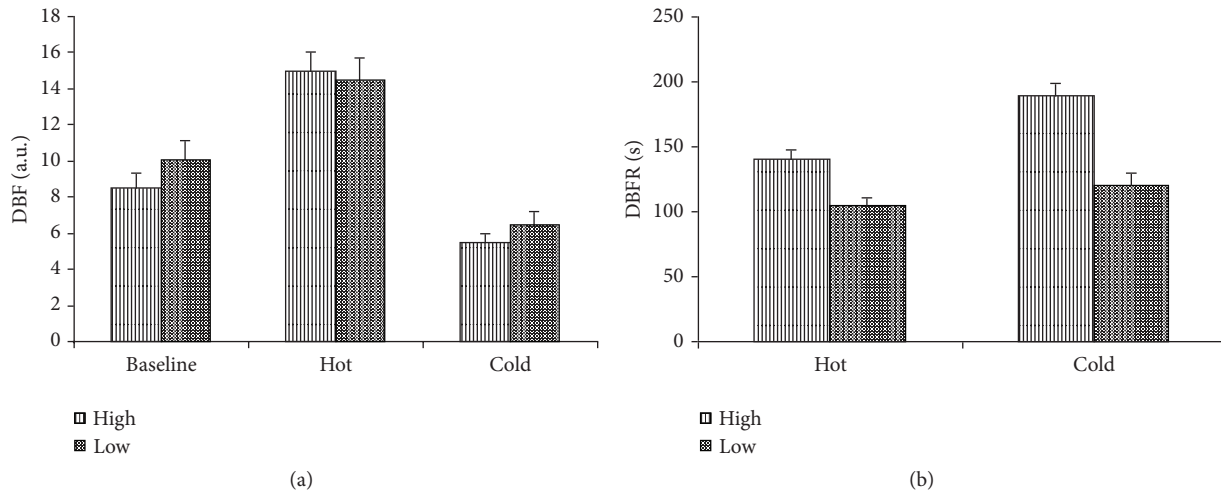 DBF (a.u.)
18
16
14
12
10
8
6
4
2
0
Baseline Hot Cold
High
Low
(a)
DBFR (s)
250
200
150
100
50
0
Hot Cold
High
Low
(b)